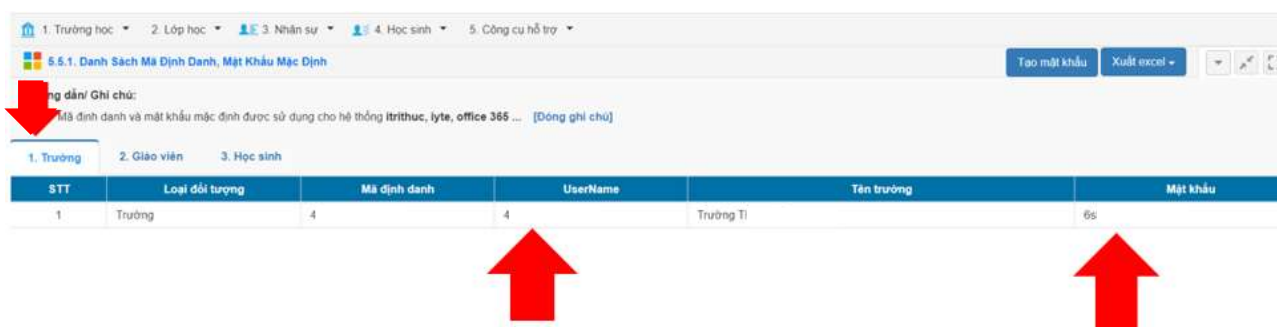 1. Trường học 2. Lớp học 3. Nhân sự 4. Học sinh 5. Công cụ hỗ trợ
5.5.1. Danh Sách Mã Định Danh, Mật Khẩu Mặc Định Tạo mật khẩu Xuất excel
ng dẫn/ Ghi chú:
Mã định danh và mật khẩu mặc định được sử dụng cho hệ thống itrithuc, iyte, office 365 ... [Đóng ghi chú]
1. Trường 2. Giáo viên 3. Học sinh
STT Loại đối tượng Mã định danh UserName Tên trường Mật khẩu
1 Trường 4 4 Trường Ti 6s